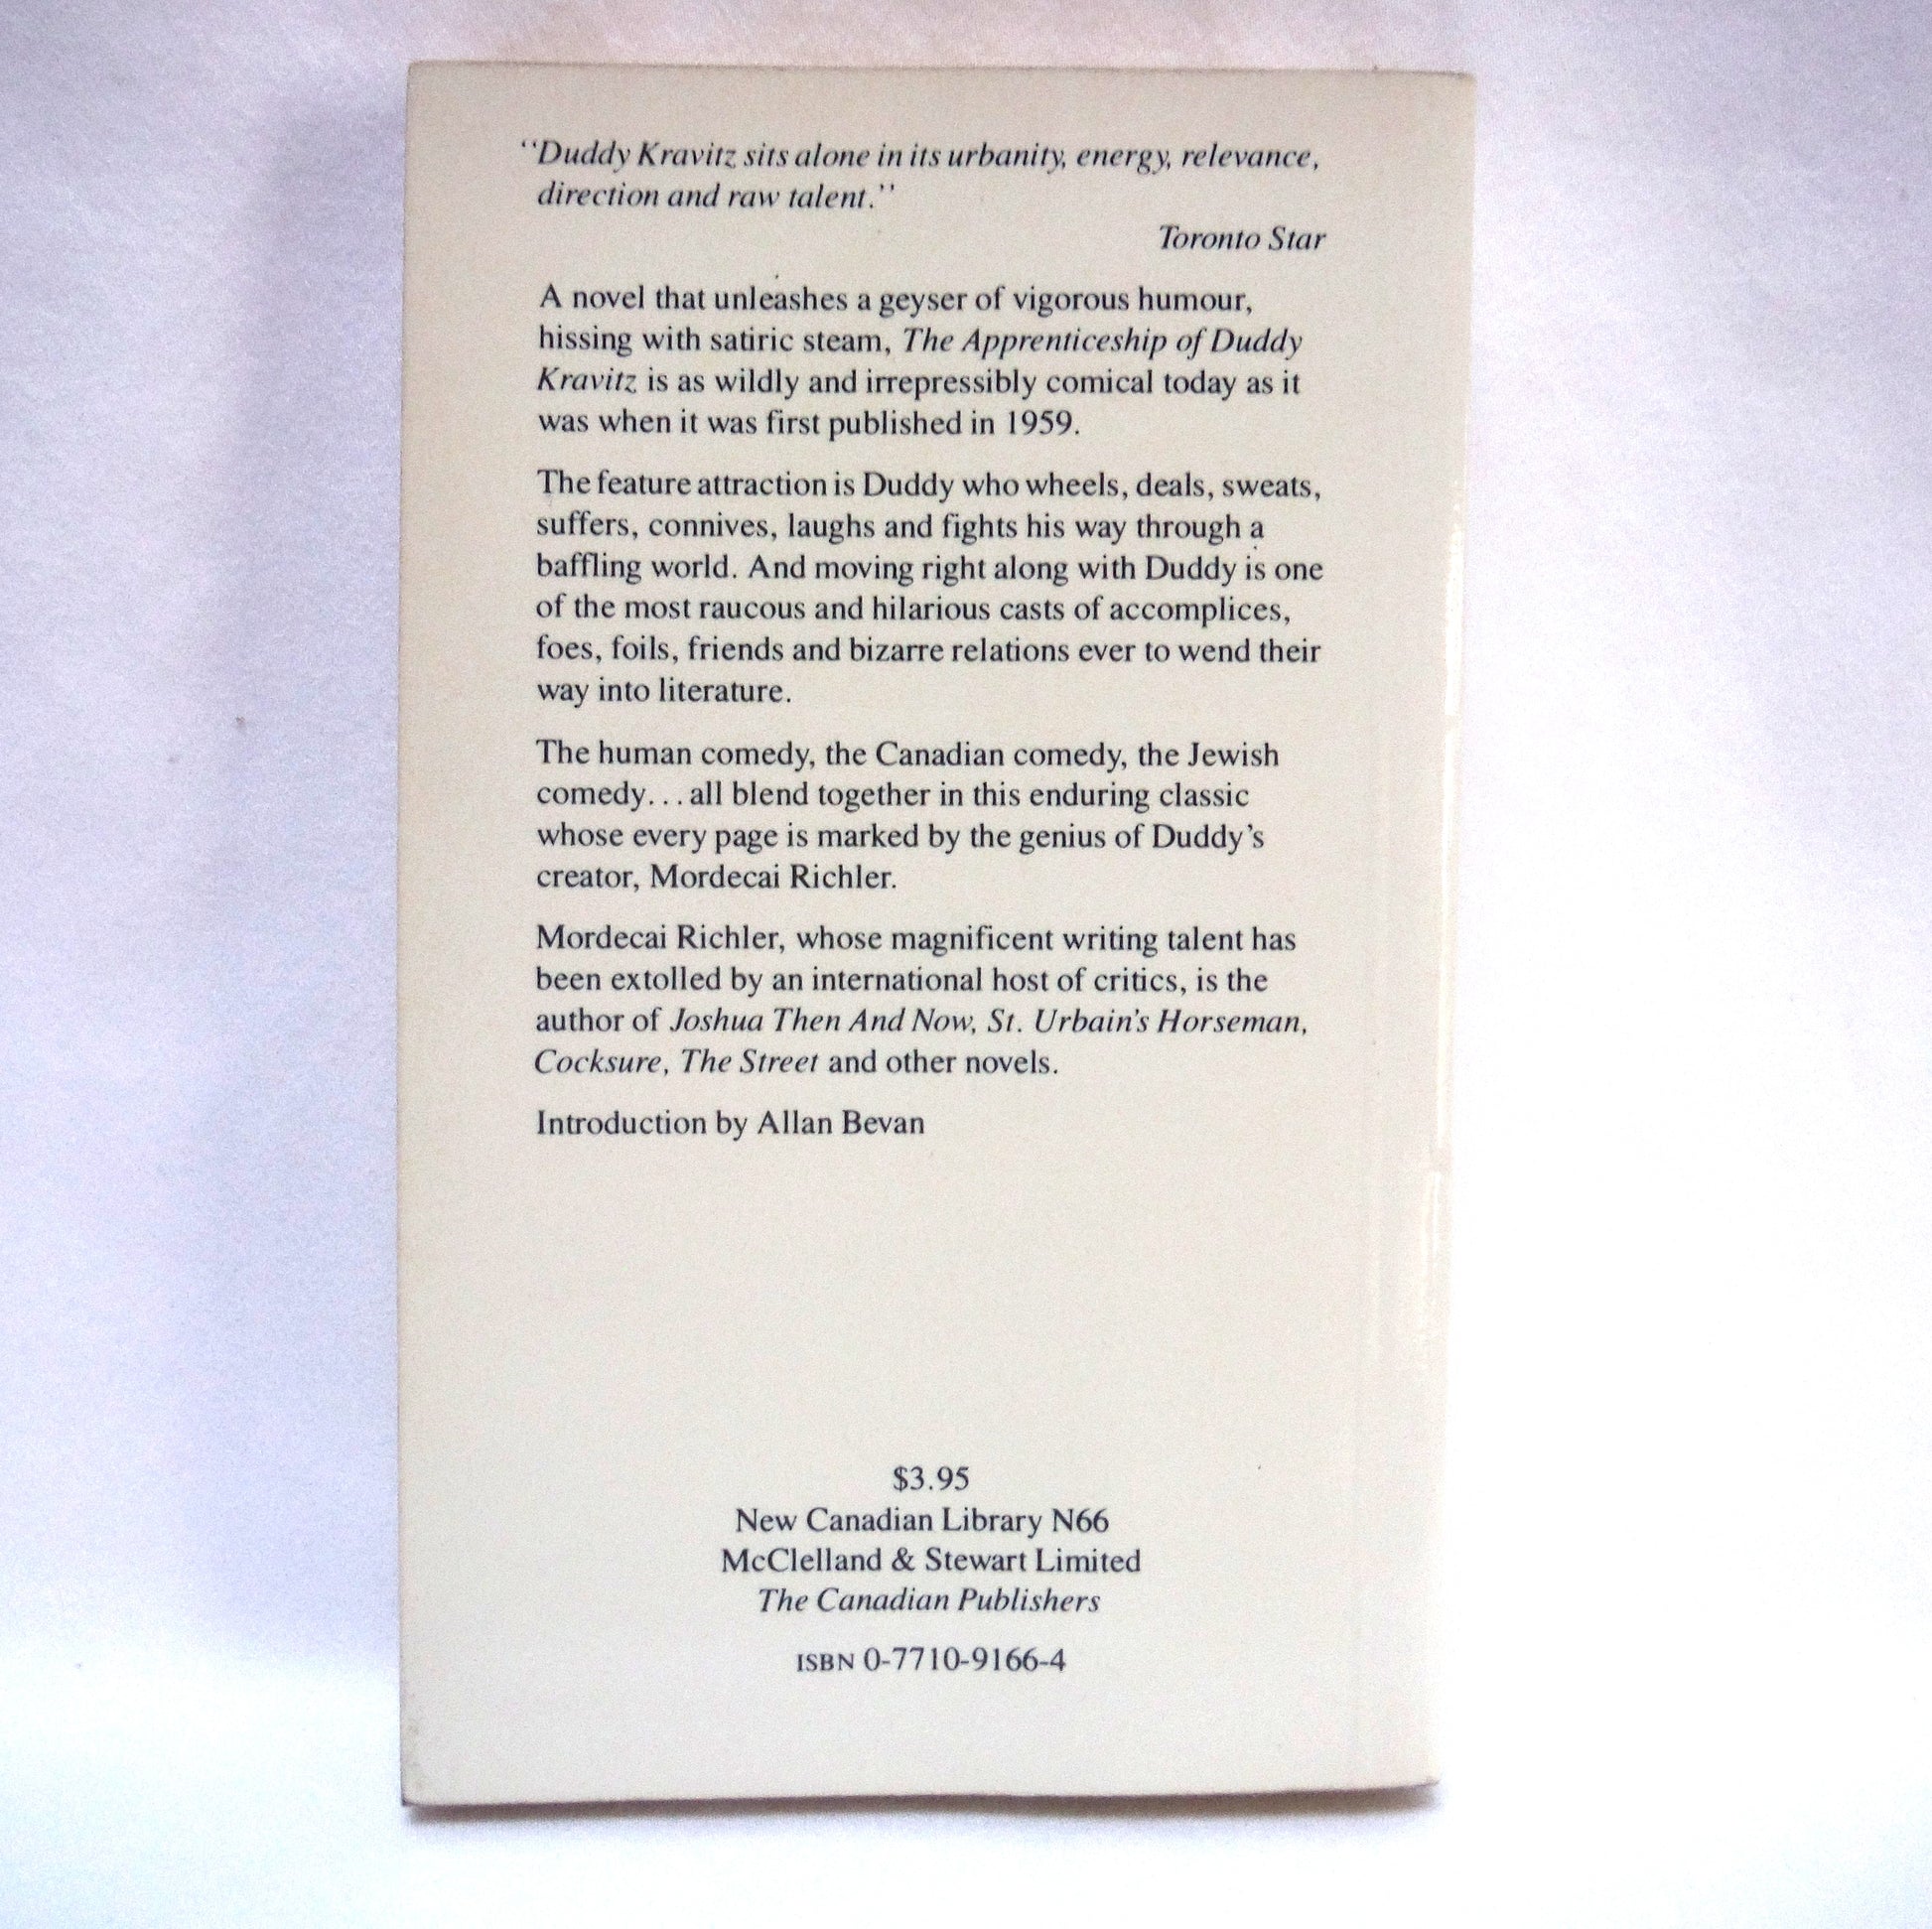 "Duddy Kravitz sits alone in its urbanity, energy, relevance,
direction and raw talent."
Toronto Star
A novel that unleashes a geyser of vigorous humour,
hissing with satiric steam, The Apprenticeship of Duddy
Kravitz is as wildly and irrepressibly comical today as it
was when it was first published in 1959.
The feature attraction is Duddy who wheels, deals, sweats,
suffers, connives, laughs and fights his way through a
baffling world. And moving right along with Duddy is one
of the most raucous and hilarious casts of accomplices,
foes, foils, friends and bizarre relations ever to wend their
way into literature.
The human comedy, the Canadian comedy, the Jewish
comedy...all blend together in this enduring classic
whose every page is marked by the genius of Duddy's
creator, Mordecai Richler.
Mordecai Richler, whose magnificent writing talent has
been extolled by an international host of critics, is the
author of Joshua Then And Now, St. Urbain's Horseman,
Cocksure, The Street and other novels.
Introduction by Allan Bevan
$3.95
New Canadian Library N66
McClelland & Stewart Limited
The Canadian Publishers
ISBN 0-7710-9166-4